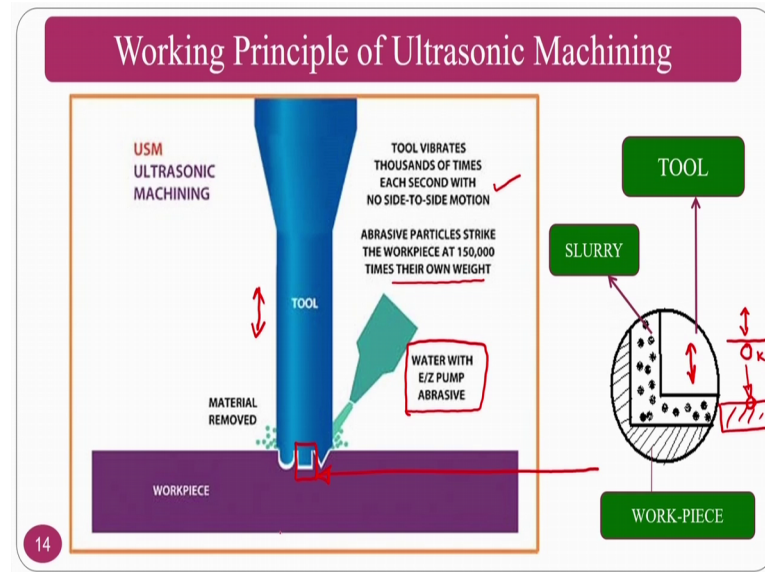 Working Principle of Ultrasonic Machining
USM
ULTRASONIC
MACHINING
TOOL VIBRATES
THOUSANDS OF TIMES
EACH SECOND WITH
NO SIDE-TO-SIDE MOTION
ABRASIVE PARTICLES STRIKE
THE WORKPIECE AT 150,000
TIMES THEIR OWN WEIGHT
TOOL
WATER WITH
E/Z PUMP
ABRASIVE
MATERIAL
REMOVED
WORKPIECE
TOOL
SLURRY
WORK-PIECE
14